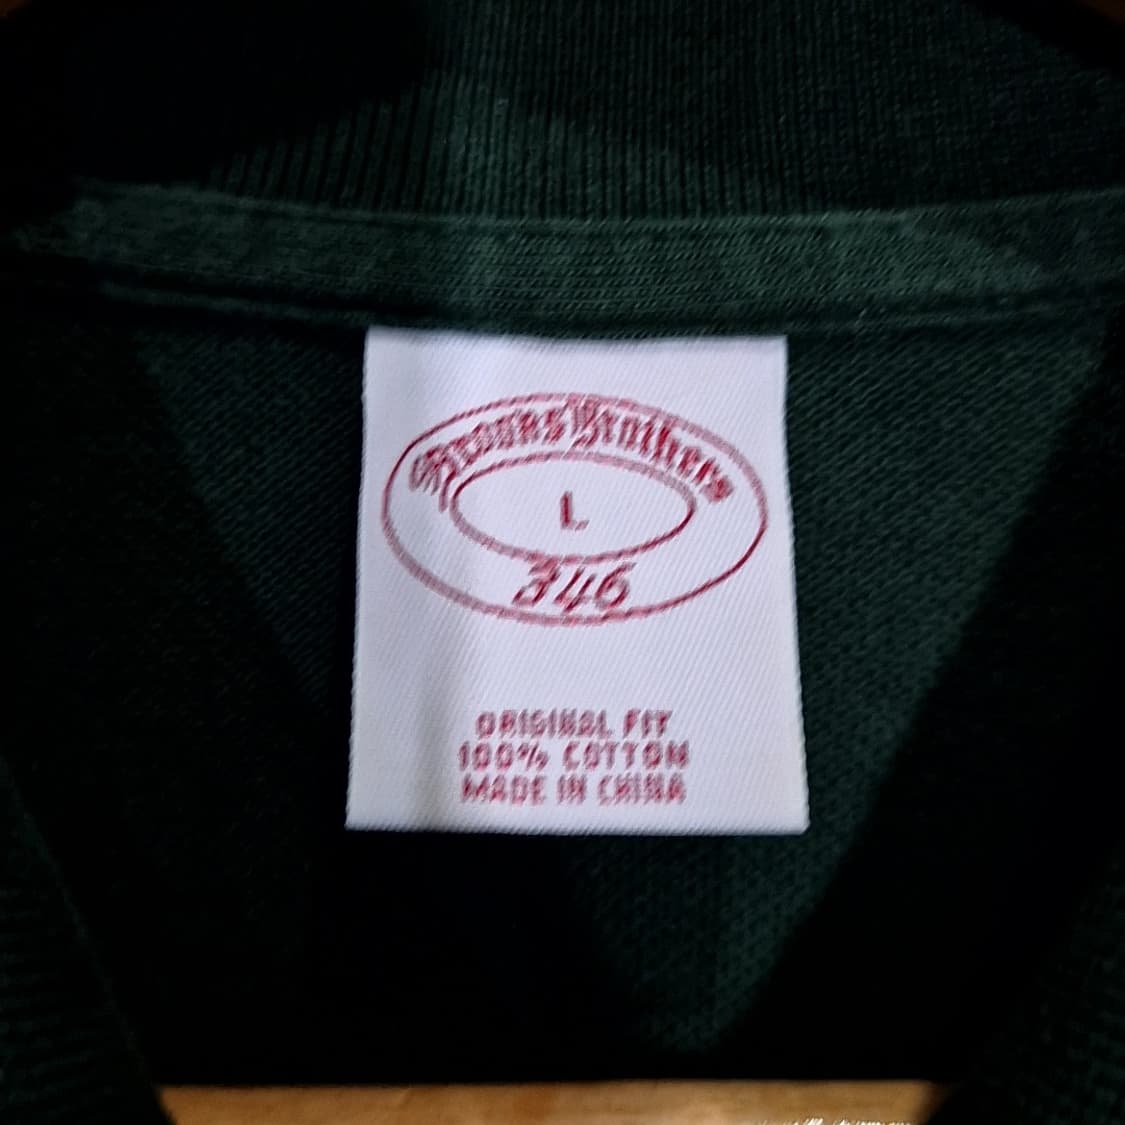 Brooks Brothers
L
346
ORIGINAL FIT
100% COTTON
MADE IN CHINA